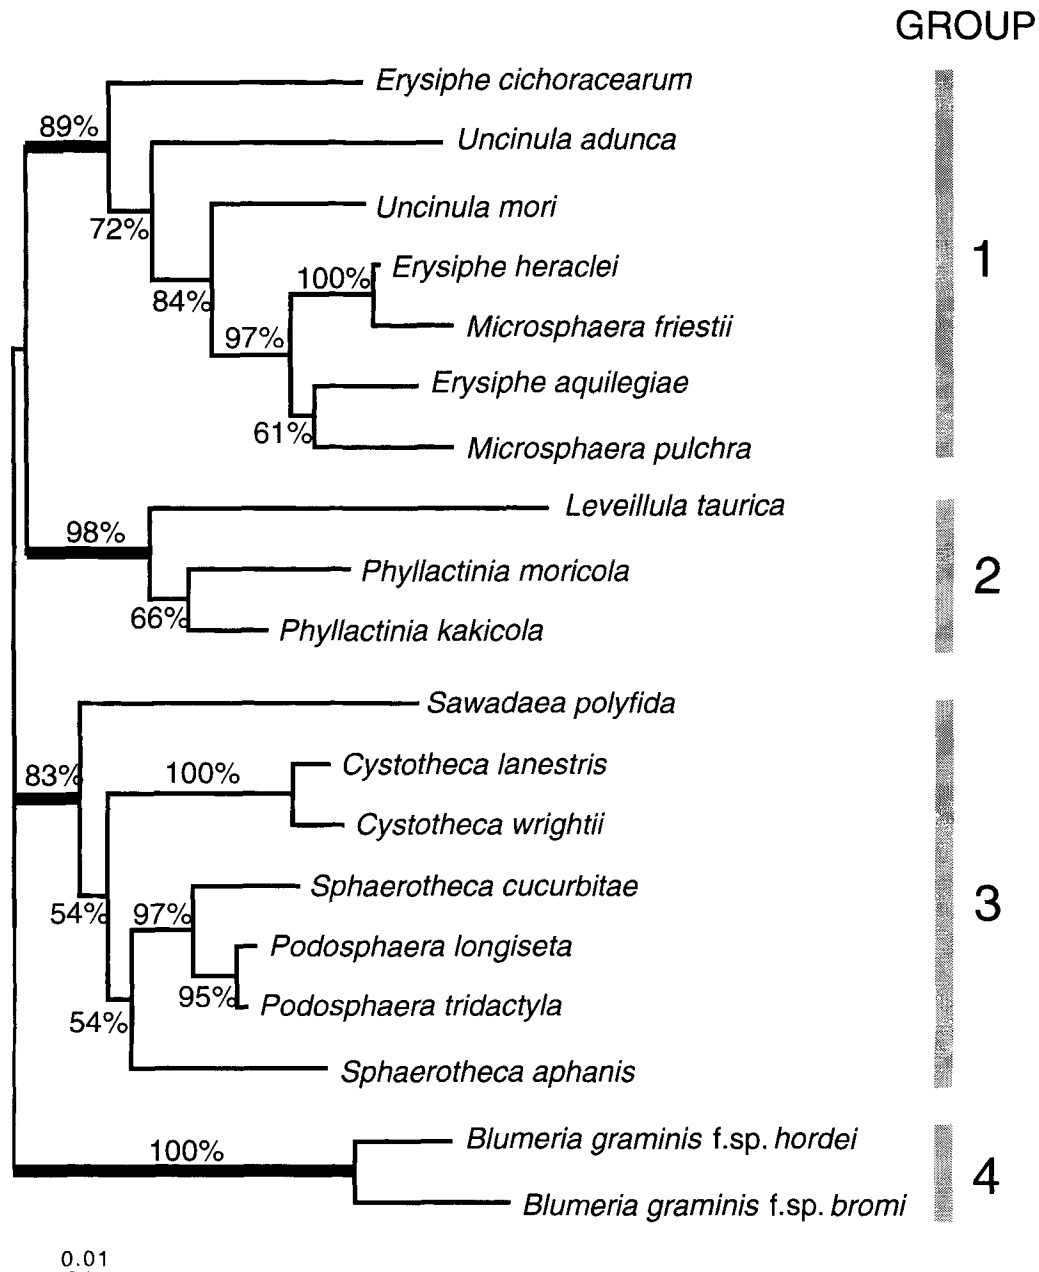 GROUP
Erysiphe cichoracearum
89%
Uncinula adunca
72%
Uncinula mori
1
Erysiphe heraclei
100%
84%
Microsphaera friestii
97%
Erysiphe aquilegiae
61%
Microsphaera pulchra
Leveillula taurica
98%
Phyllactinia moricola
2
66%
Phyllactinia kakicola
Sawadaea polyfida
83%
100%
Cystotheca lanestris
Cystotheca wrightii
Sphaerotheca cucurbitae
3
54%
97%
Podosphaera longiseta
95%
Podosphaera tridactyla
54%
Sphaerotheca aphanis
Blumeria graminis f.sp. hordei
100%
4
Blumeria graminis f.sp. bromi
0.01